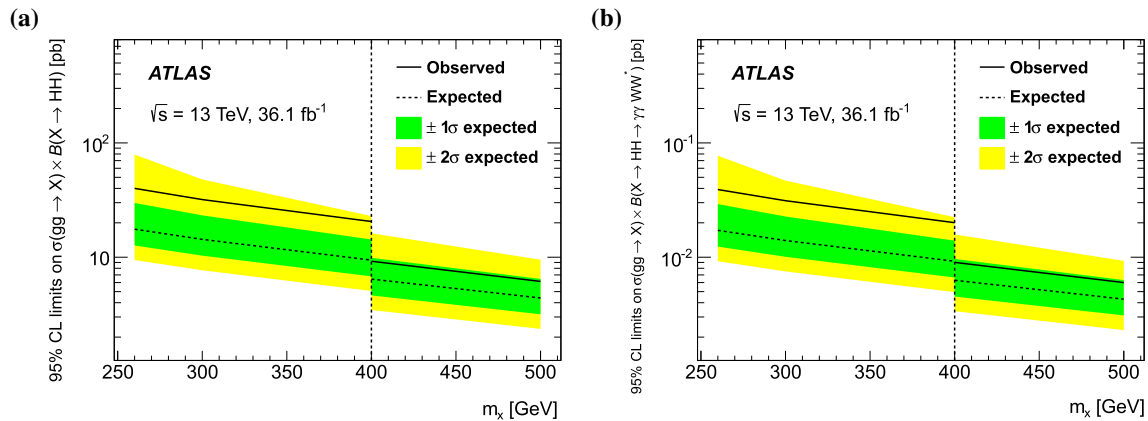 (a)
95% CL limits on σ(gg → X) × B(X → HH) [pb]
ATLAS
√s = 13 TeV, 36.1 fb⁻¹
Observed
Expected
± 1σ expected
± 2σ expected
10²
10
250 300 350 400 450 500
mₓ [GeV]
(b)
95% CL limits on σ(gg → X) × B(X → HH → γγ WW*) [pb]
ATLAS
√s = 13 TeV, 36.1 fb⁻¹
Observed
Expected
± 1σ expected
± 2σ expected
10⁻¹
10⁻²
250 300 350 400 450 500
mₓ [GeV]